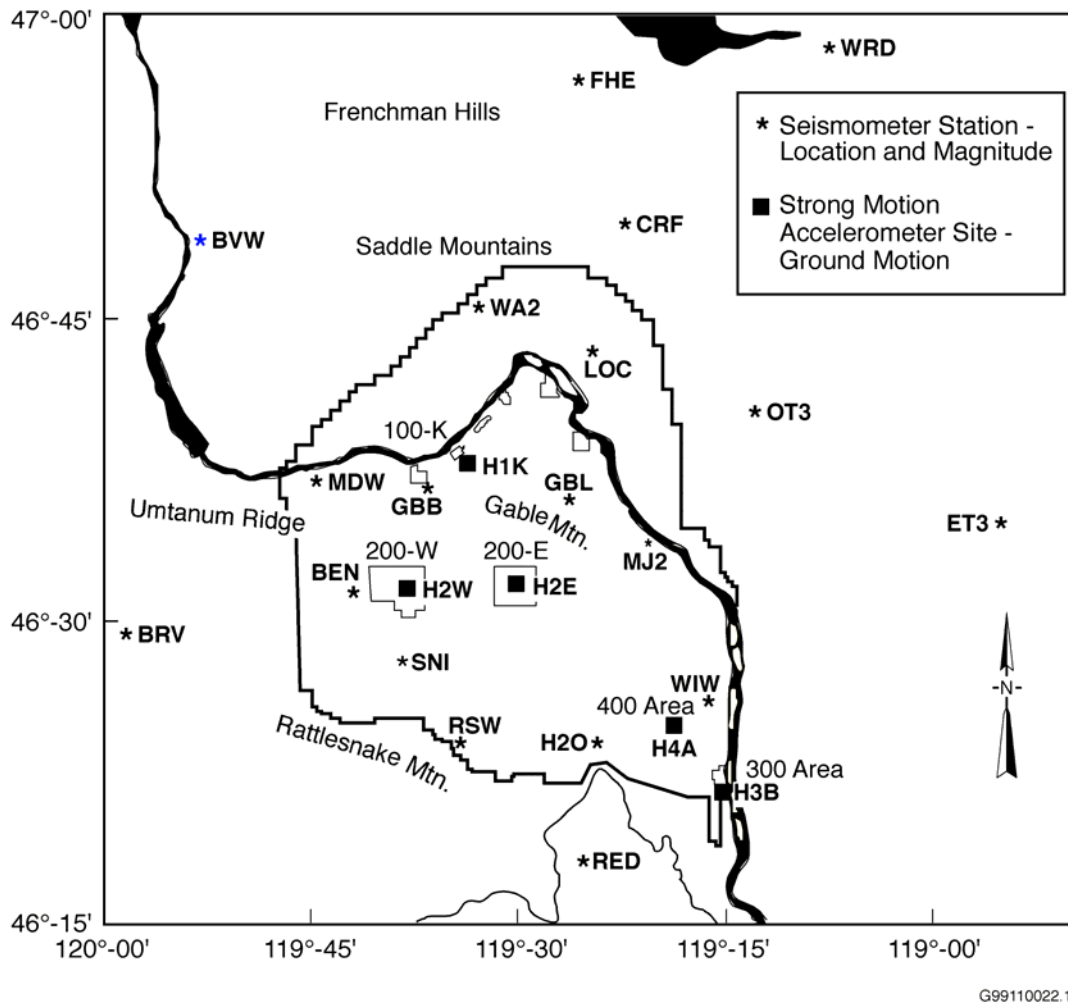 47°-00'
* WRD
* FHE
Frenchman Hills
* Seismometer Station -
Location and Magnitude
■ Strong Motion
Accelerometer Site -
Ground Motion
* CRF
* BVW
Saddle Mountains
* WA2
46°-45'
*
LOC
* OT3
100-K
■ H1K
* MDW
*
GBB
GBL
*
Gable Mtn.
Umtanum Ridge
ET3 *
*
MJ2
200-W
200-E
BEN
*
■ H2W
■ H2E
46°-30'
* BRV
* SNI
WIW
*
400 Area
■
H4A
RSW
*
H2O *
Rattlesnake Mtn.
300 Area
■ H3B
* RED
-N-
46°-15'
120°-00'
119°-45'
119°-30'
119°-15'
119°-00'
G99110022.1